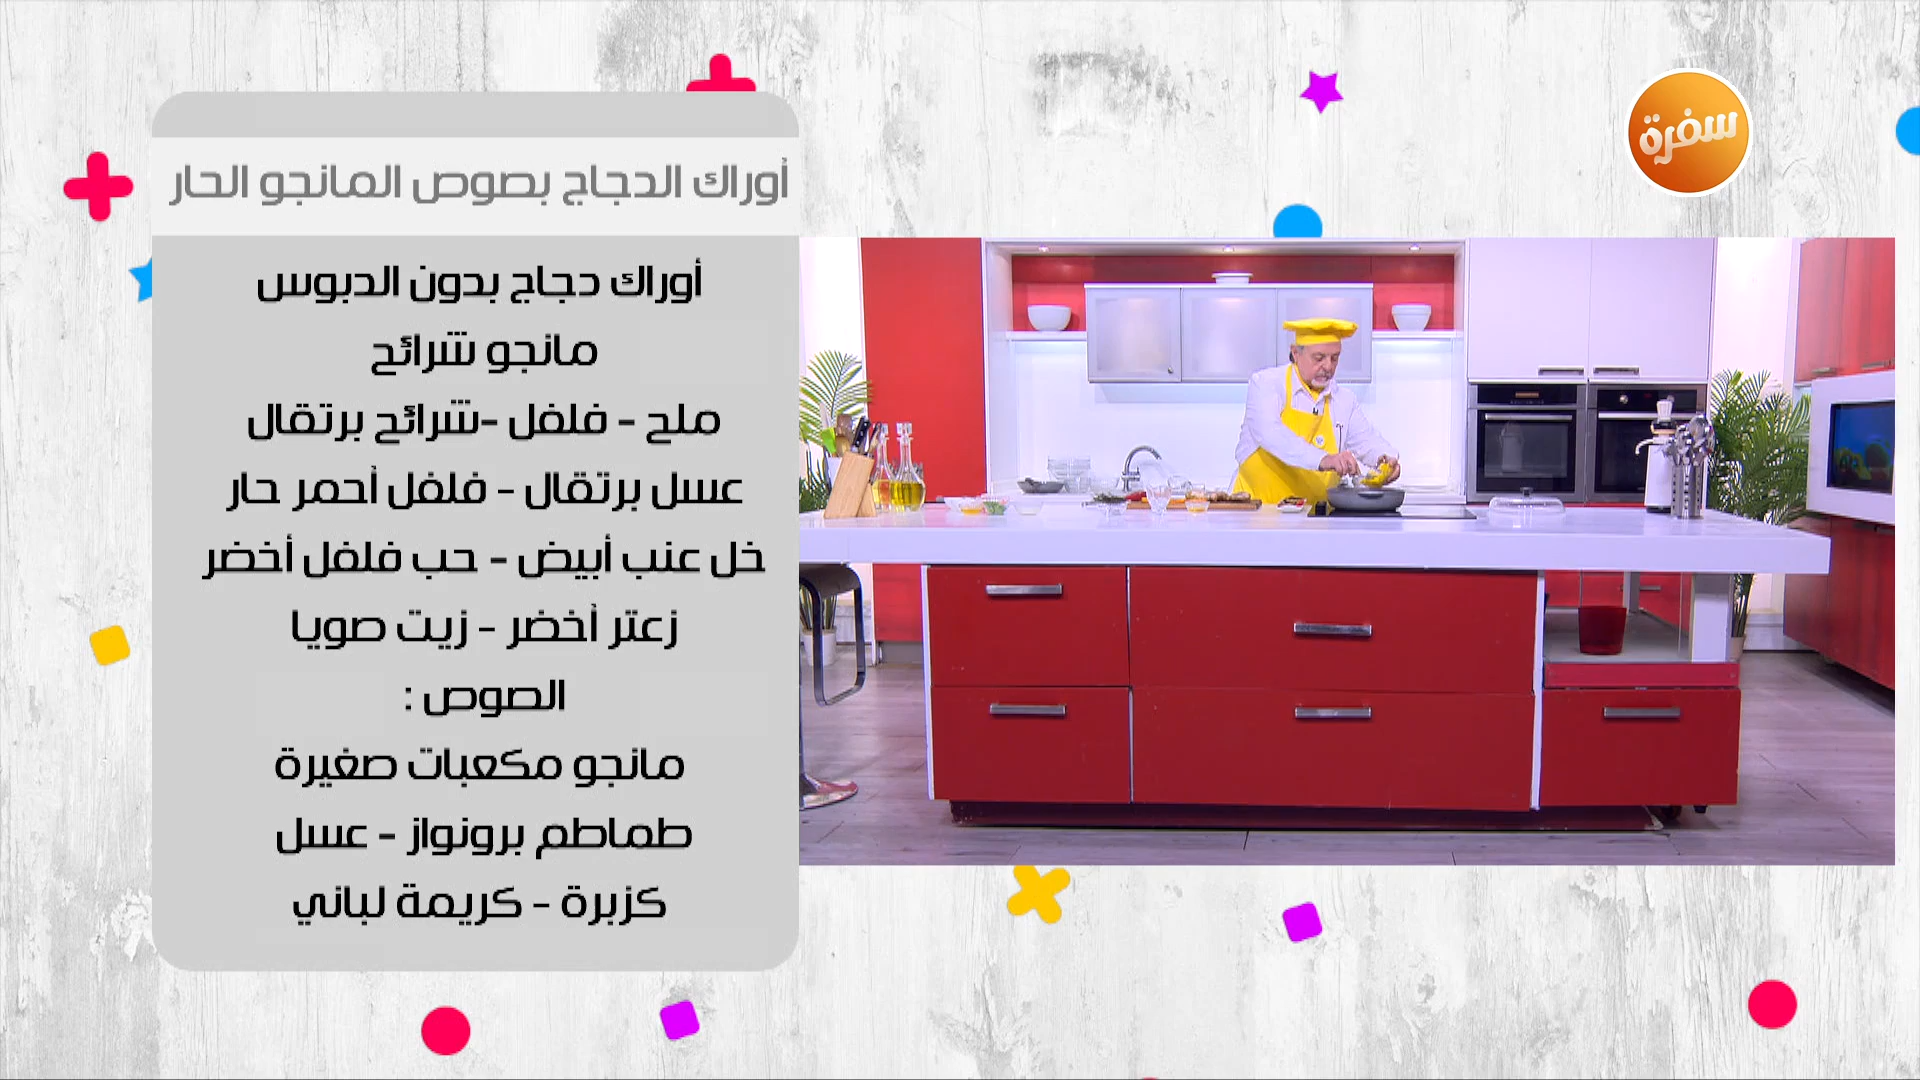 سفرة
أوراك الدجاج بصوص المانجو الحار
أوراك دجاج بدون الدبوس
مانجو شرائح
ملح - فلفل -شرائح برتقال
عسل برتقال - فلفل أحمر حار
خل عنب أبيض - حب فلفل أخضر
زعتر أخضر - زيت صويا
الصوص :
مانجو مكعبات صغيرة
طماطم برونواز - عسل
كزبرة - كريمة لباني